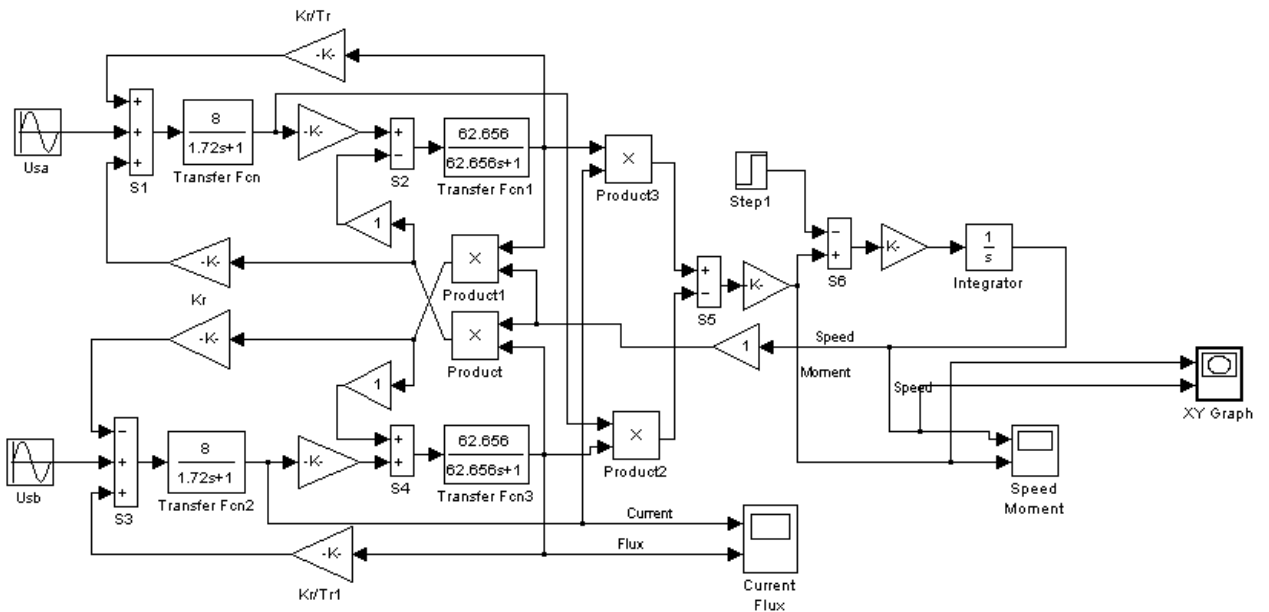 Kr/Tr
-K-
Usa
+
+
+
S1
8
1.72s+1
Transfer Fcn
-K-
+
−
S2
62.656
62.656s+1
Transfer Fcn1
×
Product3
1
-K-
Kr
×
Product1
×
Product
-K-
1
Step1
+
−
S5
K-
−
+
S6
K-
1
s
Integrator
1
Speed
Moment
Speed
XY Graph
Usb
−
+
+
S3
8
1.72s+1
Transfer Fcn2
-K-
+
+
S4
62.656
62.656s+1
Transfer Fcn3
×
Product2
Speed
Moment
Current
Flux
-K-
Kr/Tr1
Current
Flux